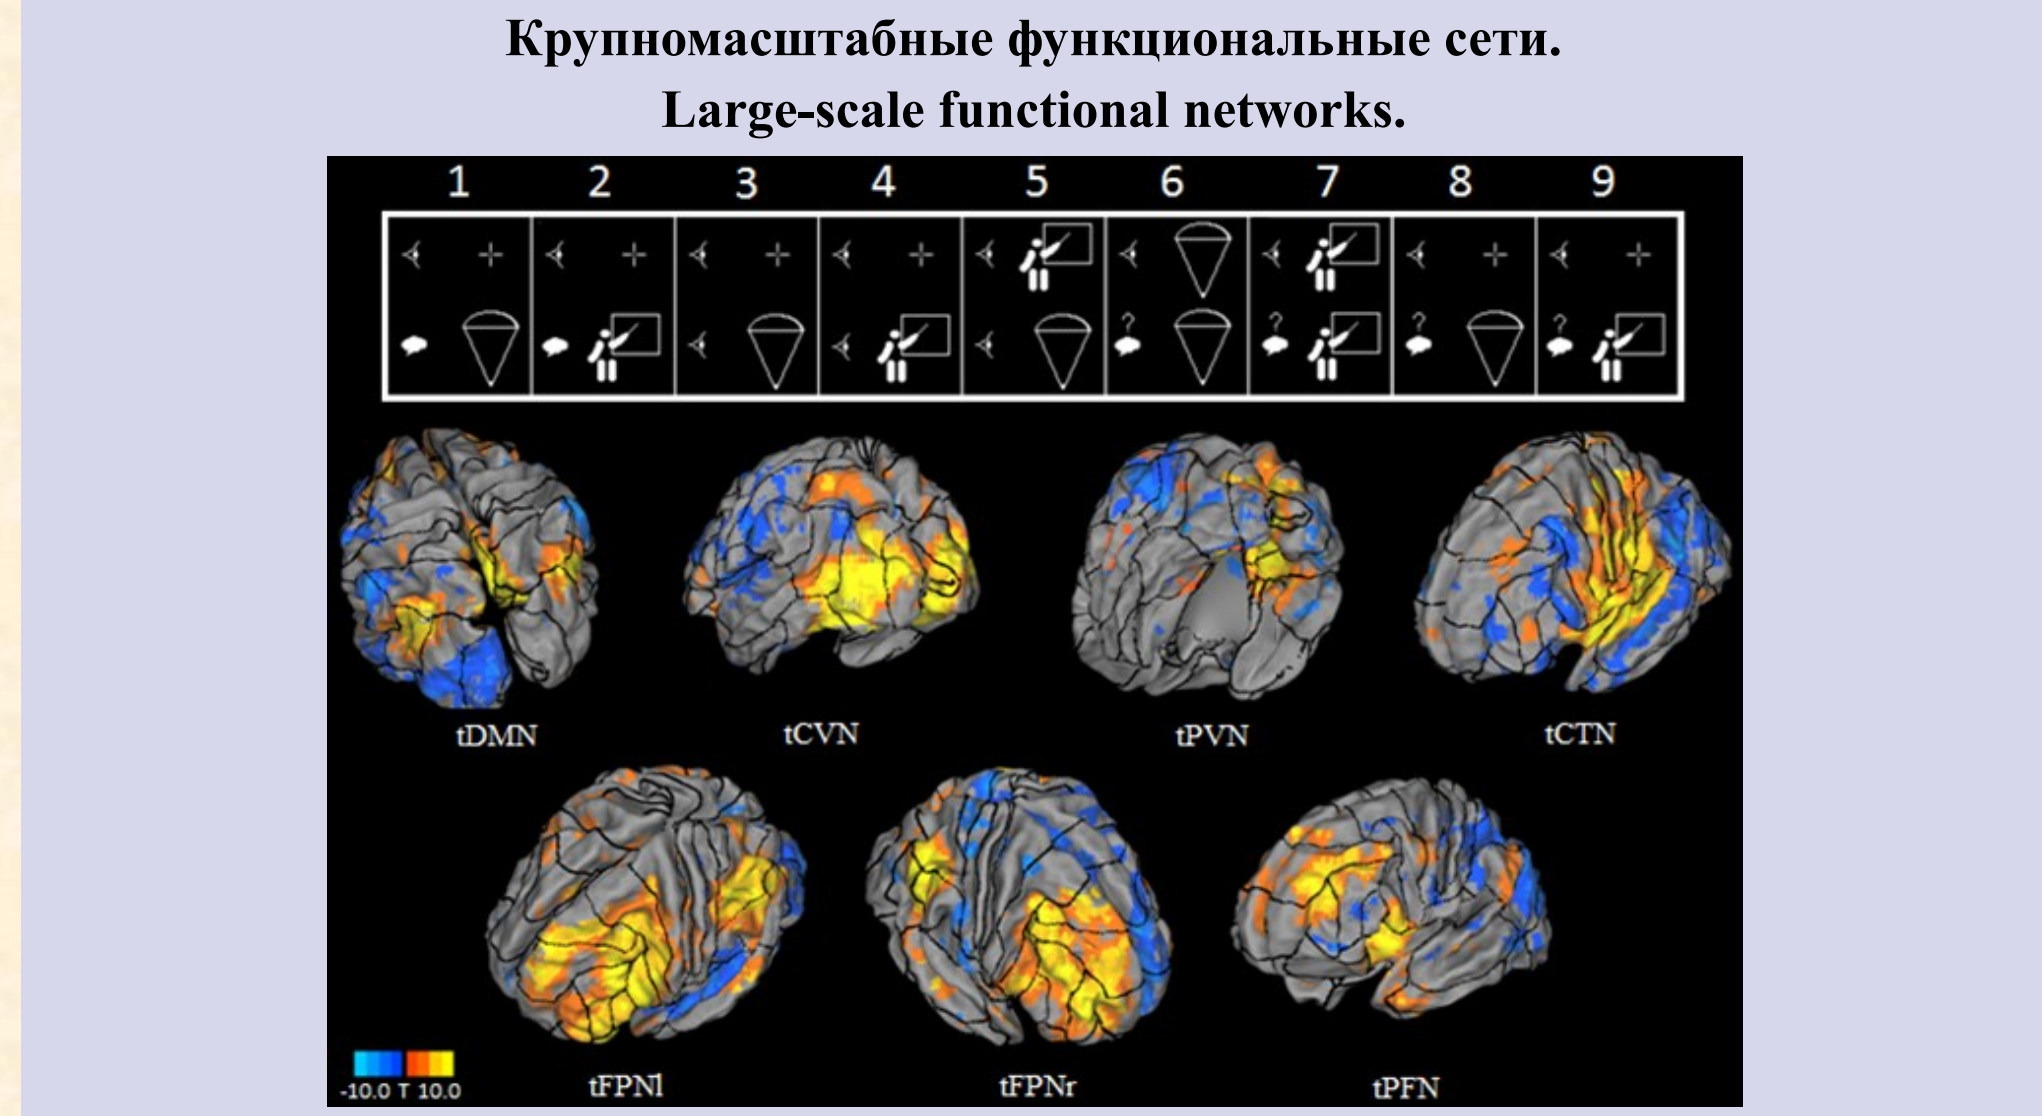 Крупномасштабные функциональные сети.
Large-scale functional networks.
1 2 3 4 5 6 7 8 9
? ? ? ?
tDMN tCVN tPVN tCTN
tFPNl tFPNr tPFN
-10.0 T 10.0